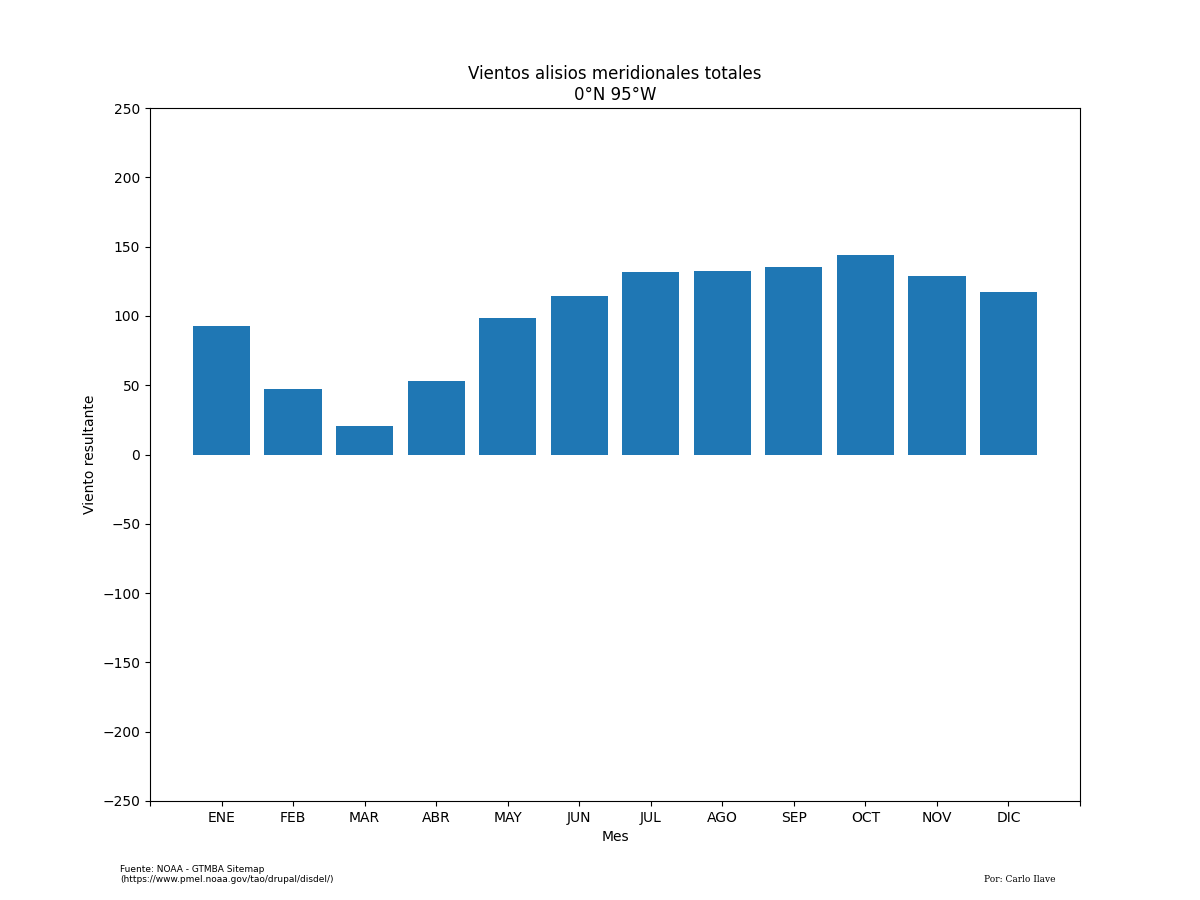 Vientos alisios meridionales totales
0°N 95°W
250
200
150
100
50
0
−50
−100
−150
−200
−250
Viento resultante
ENE FEB MAR ABR MAY JUN JUL AGO SEP OCT NOV DIC
Mes
Fuente: NOAA - GTMBA Sitemap
(https://www.pmel.noaa.gov/tao/drupal/disdel/)
Por: Carlo Ilave